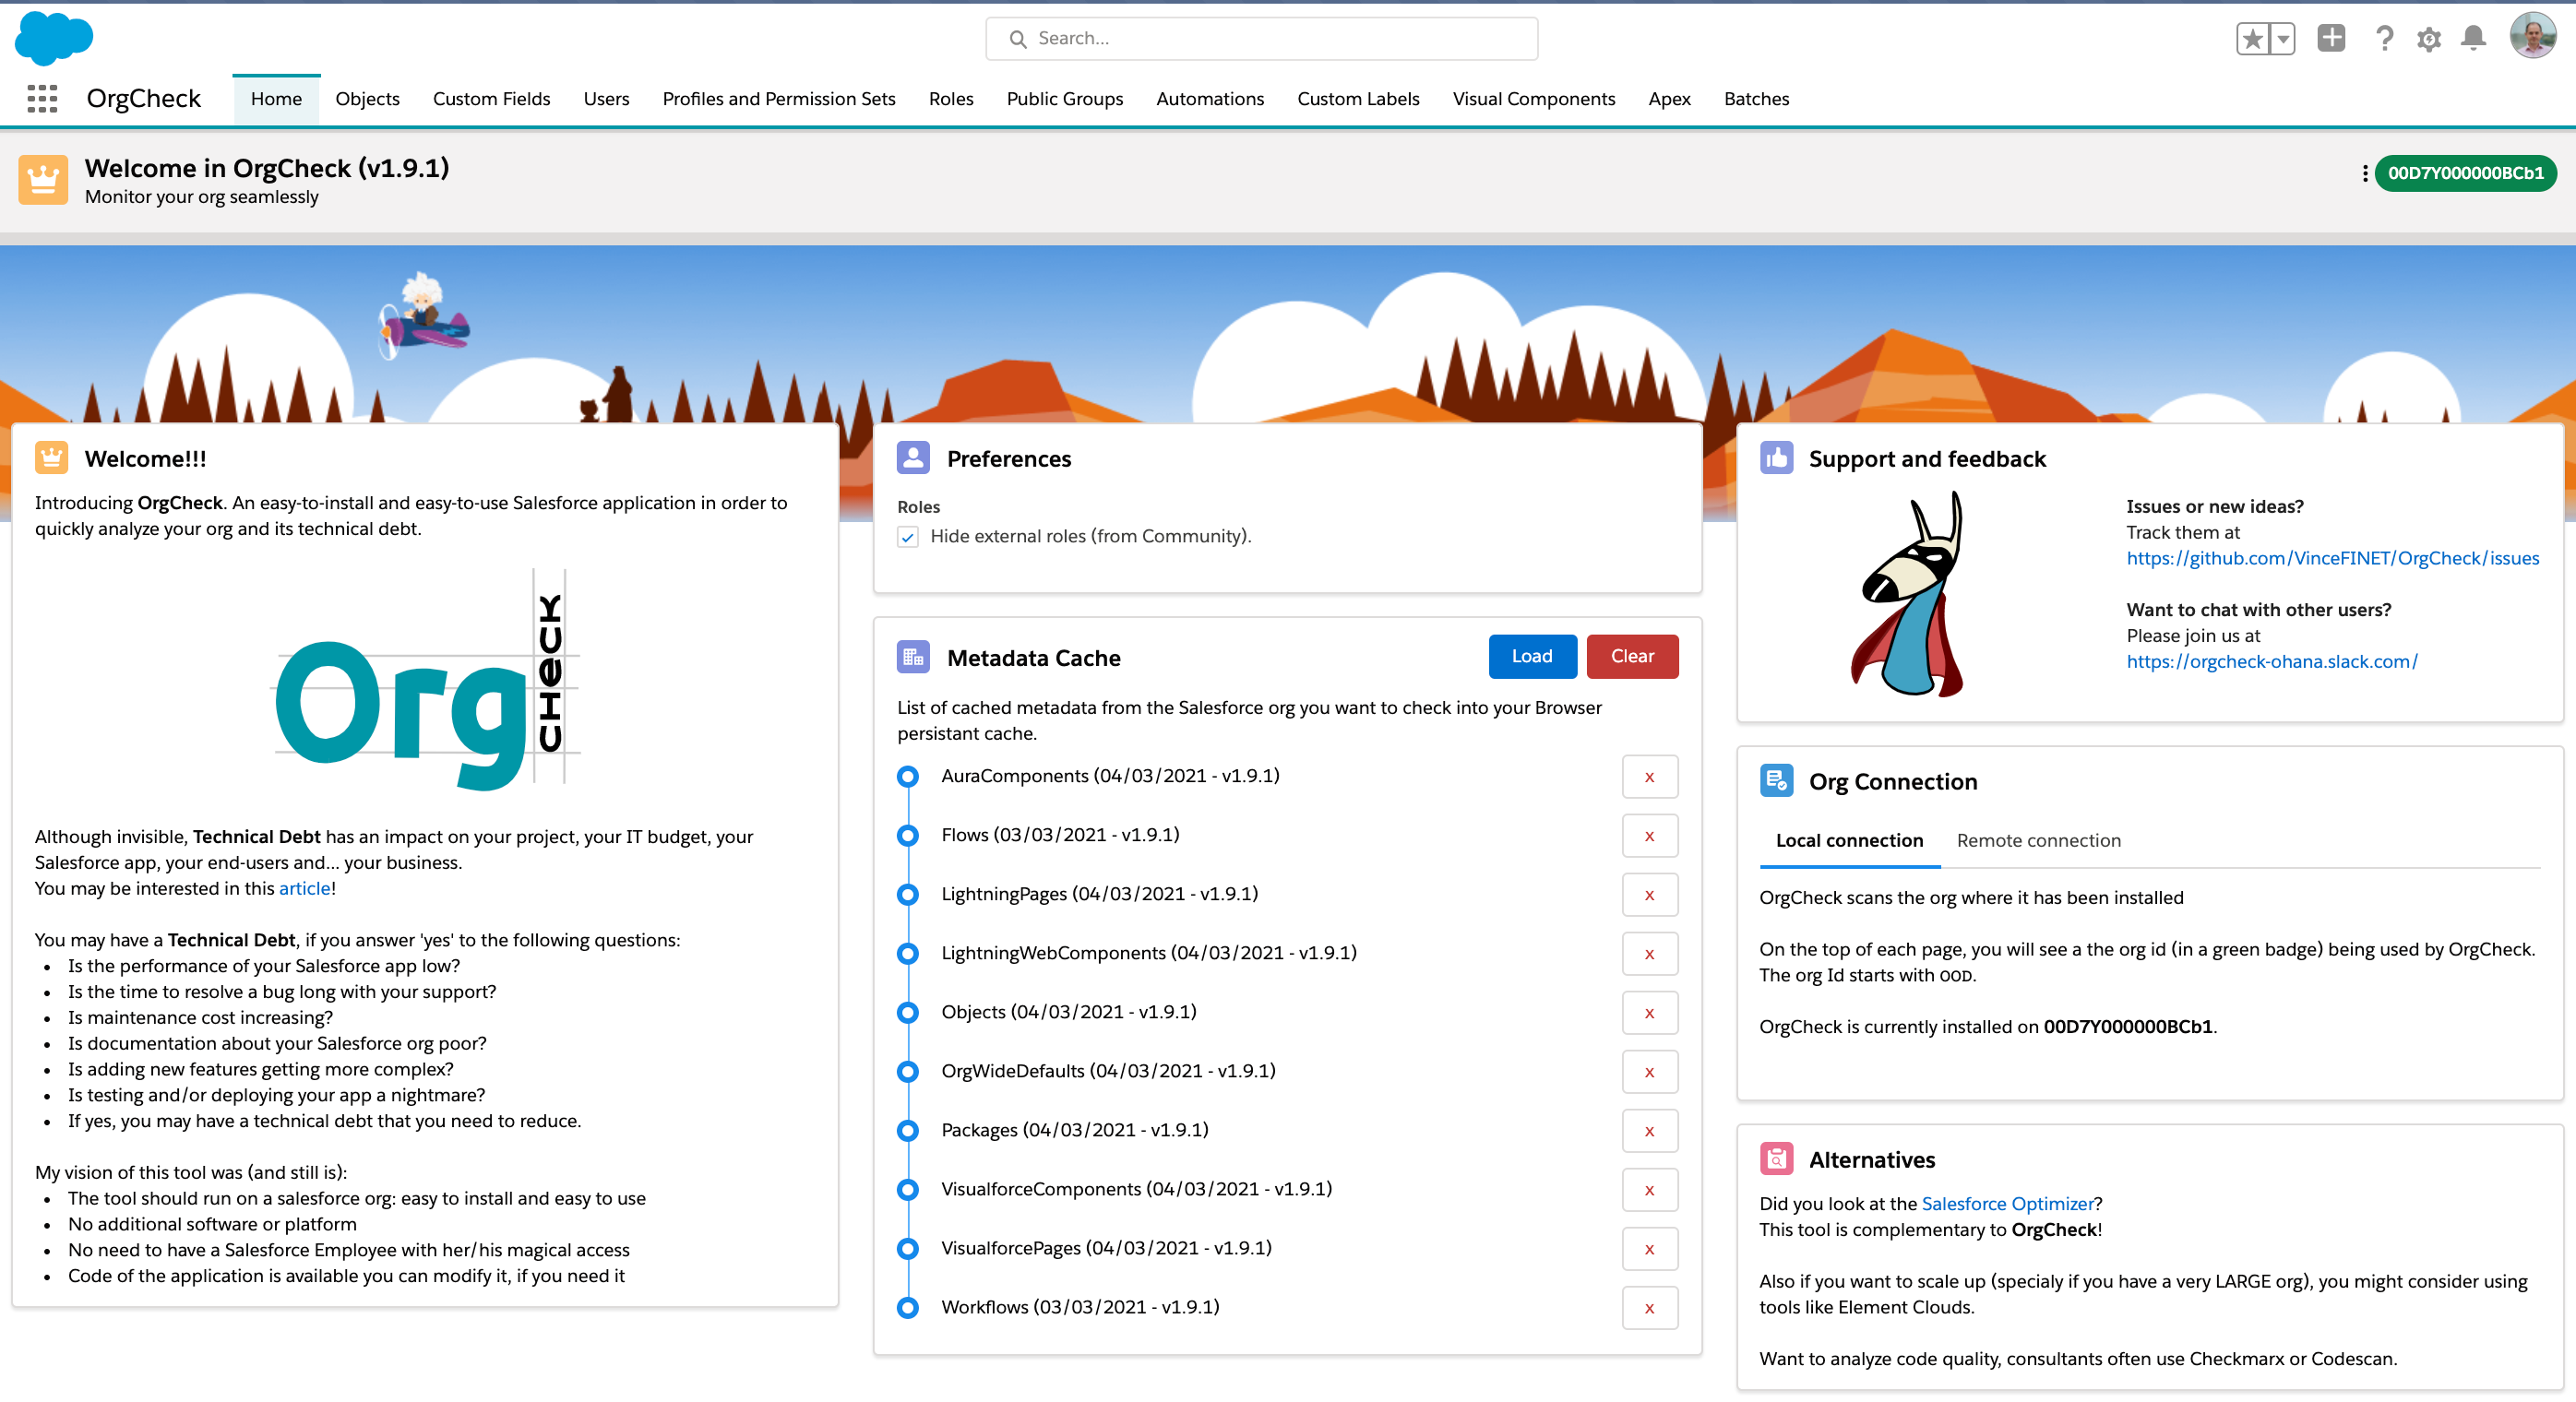 Search...
OrgCheck
Home
Objects
Custom Fields
Users
Profiles and Permission Sets
Roles
Public Groups
Automations
Custom Labels
Visual Components
Apex
Batches
Welcome in OrgCheck (v1.9.1)
Monitor your org seamlessly
00D7Y000000BCb1
Welcome!!!
Introducing OrgCheck. An easy-to-install and easy-to-use Salesforce application in order to
quickly analyze your org and its technical debt.
Org
CHeCK
Although invisible, Technical Debt has an impact on your project, your IT budget, your
Salesforce app, your end-users and... your business.
You may be interested in this article!
You may have a Technical Debt, if you answer 'yes' to the following questions:
• Is the performance of your Salesforce app low?
• Is the time to resolve a bug long with your support?
• Is maintenance cost increasing?
• Is documentation about your Salesforce org poor?
• Is adding new features getting more complex?
• Is testing and/or deploying your app a nightmare?
• If yes, you may have a technical debt that you need to reduce.
My vision of this tool was (and still is):
• The tool should run on a salesforce org: easy to install and easy to use
• No additional software or platform
• No need to have a Salesforce Employee with her/his magical access
• Code of the application is available you can modify it, if you need it
Preferences
Roles
Hide external roles (from Community).
Metadata Cache
Load
Clear
List of cached metadata from the Salesforce org you want to check into your Browser
persistant cache.
AuraComponents (04/03/2021 - v1.9.1) x
Flows (03/03/2021 - v1.9.1) x
LightningPages (04/03/2021 - v1.9.1) x
LightningWebComponents (04/03/2021 - v1.9.1) x
Objects (04/03/2021 - v1.9.1) x
OrgWideDefaults (04/03/2021 - v1.9.1) x
Packages (04/03/2021 - v1.9.1) x
VisualforceComponents (04/03/2021 - v1.9.1) x
VisualforcePages (04/03/2021 - v1.9.1) x
Workflows (03/03/2021 - v1.9.1) x
Support and feedback
Issues or new ideas?
Track them at
https://github.com/VinceFINET/OrgCheck/issues
Want to chat with other users?
Please join us at
https://orgcheck-ohana.slack.com/
Org Connection
Local connection
Remote connection
OrgCheck scans the org where it has been installed
On the top of each page, you will see a the org id (in a green badge) being used by OrgCheck.
The org Id starts with 00D.
OrgCheck is currently installed on 00D7Y000000BCb1.
Alternatives
Did you look at the Salesforce Optimizer?
This tool is complementary to OrgCheck!
Also if you want to scale up (specialy if you have a very LARGE org), you might consider using
tools like Element Clouds.
Want to analyze code quality, consultants often use Checkmarx or Codescan.